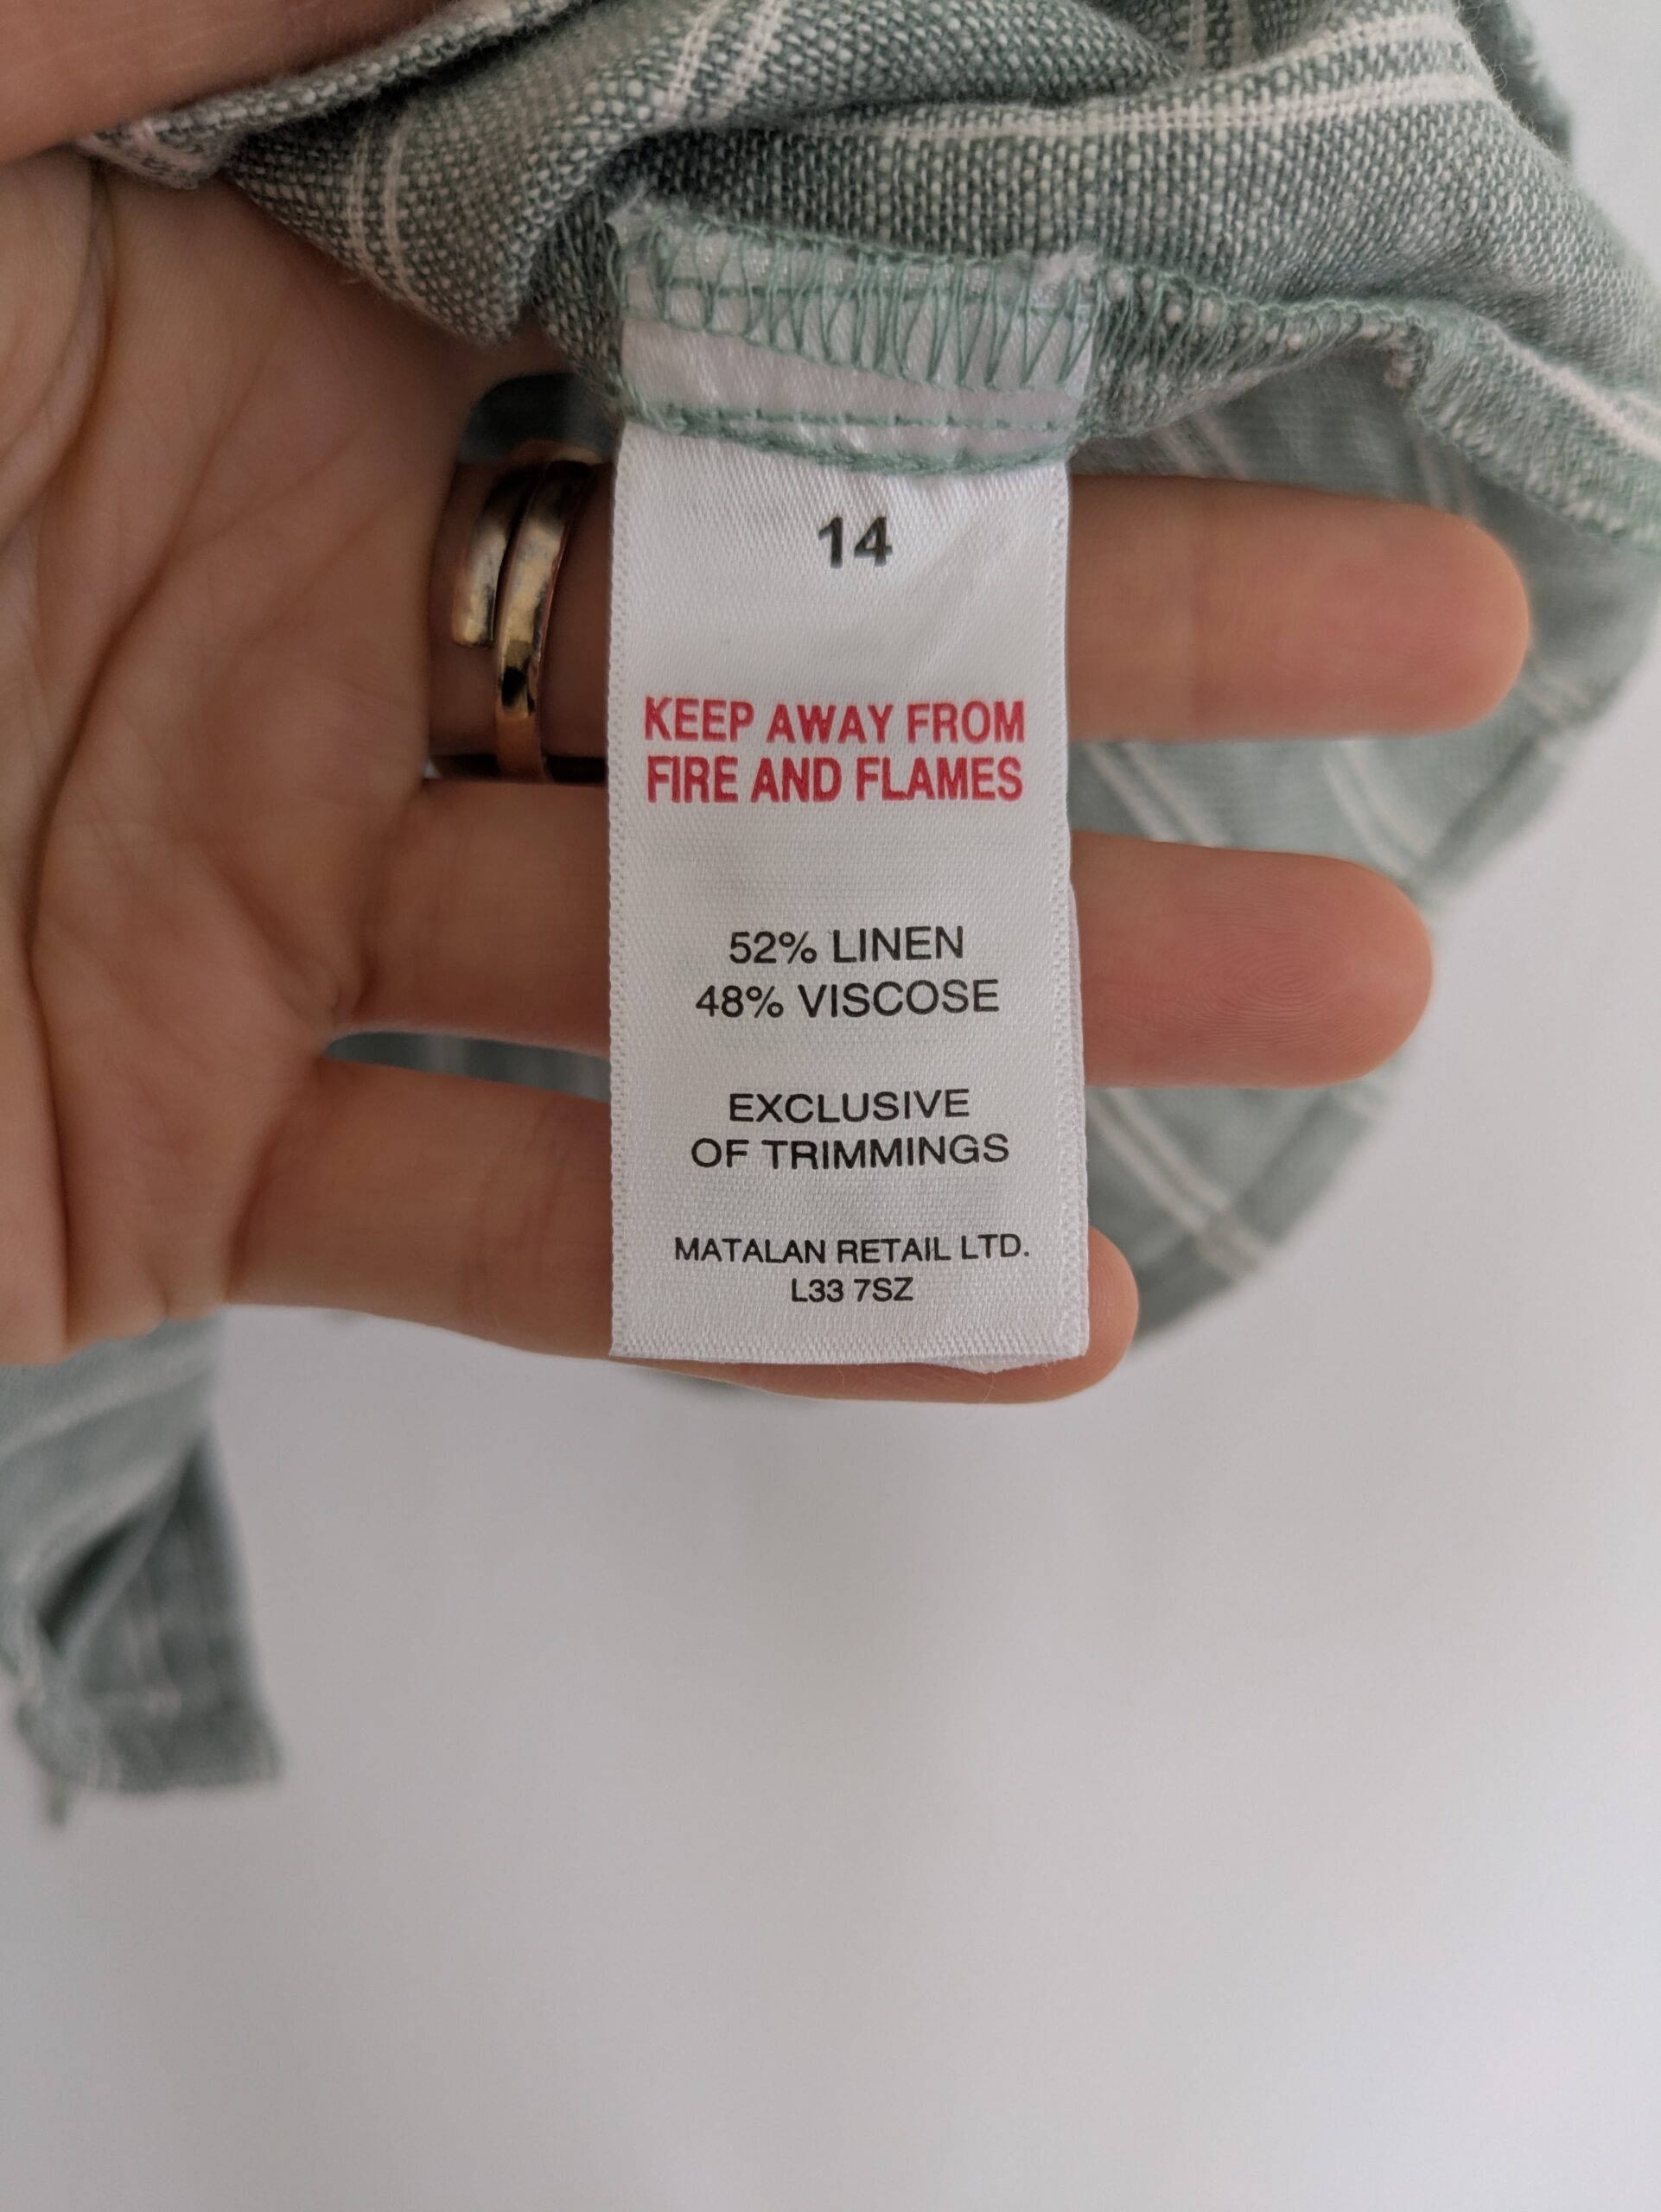 14
KEEP AWAY FROM
FIRE AND FLAMES
52% LINEN
48% VISCOSE
EXCLUSIVE
OF TRIMMINGS
MATALAN RETAIL LTD.
L33 7SZ